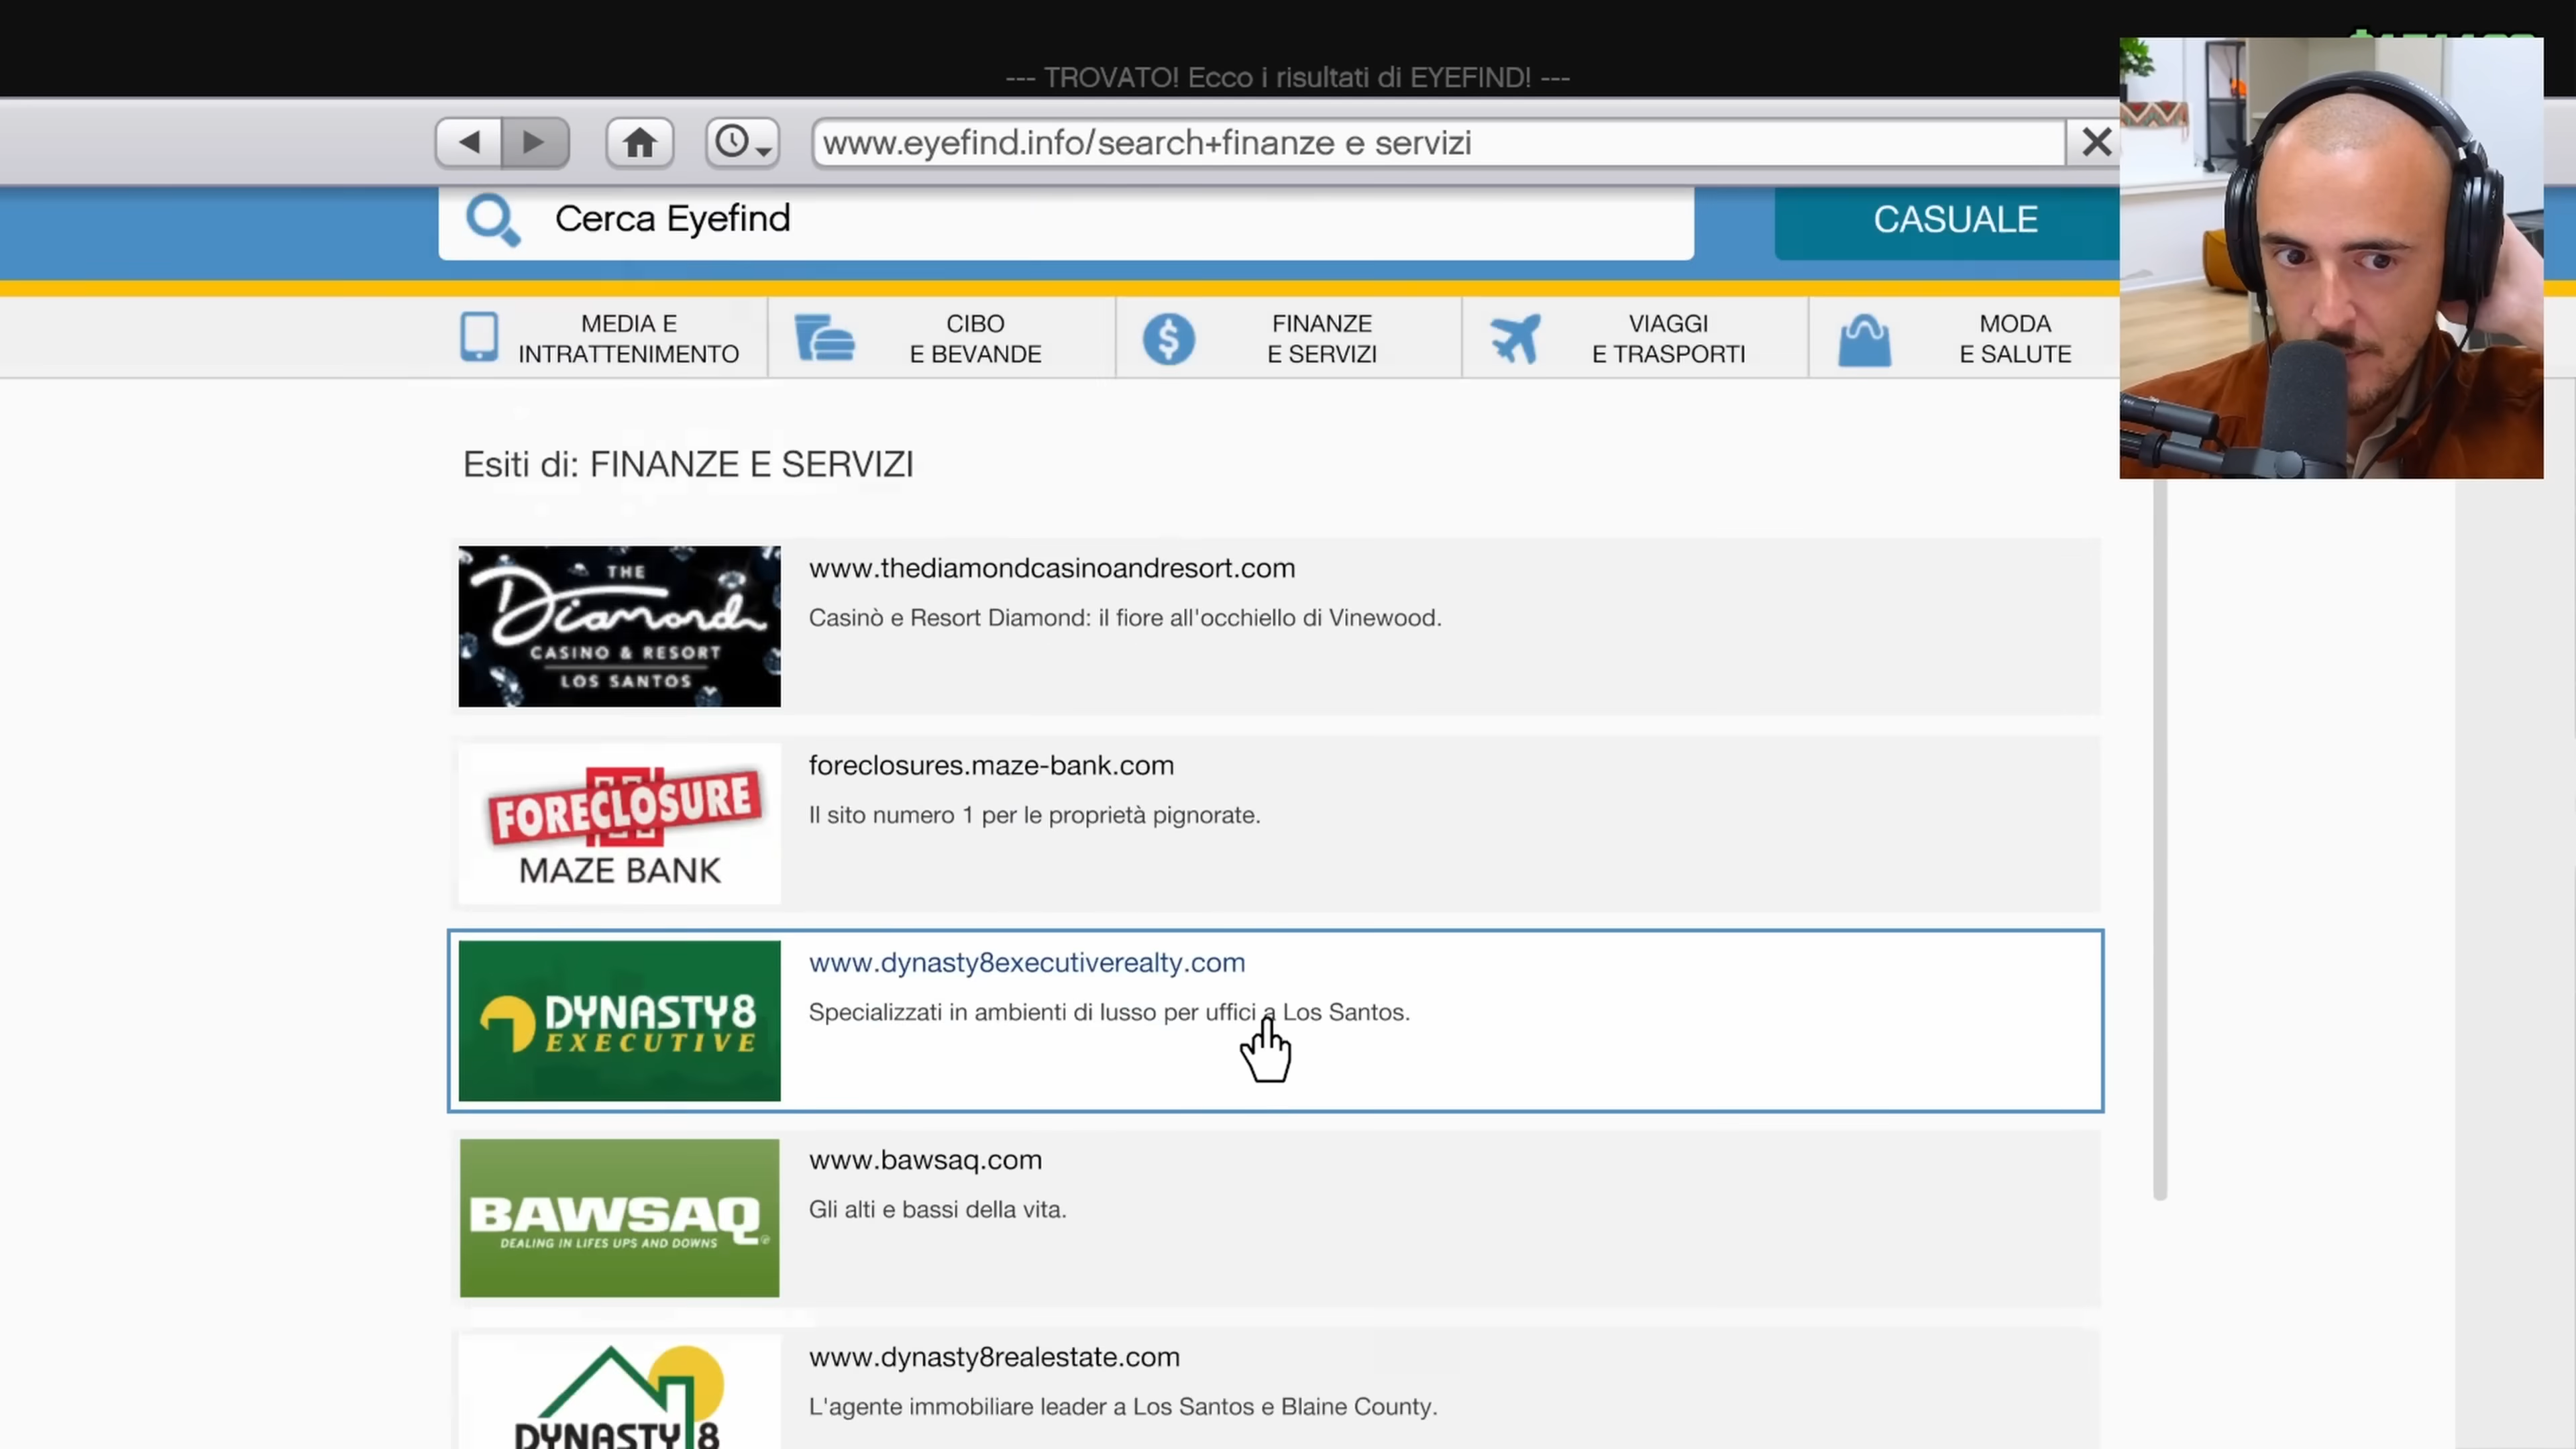 --- TROVATO! Ecco i risultati di EYEFIND! ---
www.eyefind.info/search+finanze e servizi
Cerca Eyefind
CASUALE
MEDIA E
INTRATTENIMENTO
CIBO
E BEVANDE
FINANZE
E SERVIZI
VIAGGI
E TRASPORTI
MODA
E SALUTE
Esiti di: FINANZE E SERVIZI
THE
Diamond
CASINO & RESORT
LOS SANTOS
www.thediamondcasinoandresort.com
Casinò e Resort Diamond: il fiore all'occhiello di Vinewood.
FORECLOSURE
MAZE BANK
foreclosures.maze-bank.com
Il sito numero 1 per le proprietà pignorate.
DYNASTY8
EXECUTIVE
www.dynasty8executiverealty.com
Specializzati in ambienti di lusso per uffici a Los Santos.
BAWSAQ
DEALING IN LIFES UPS AND DOWNS
www.bawsaq.com
Gli alti e bassi della vita.
DYNASTY 8
www.dynasty8realestate.com
L'agente immobiliare leader a Los Santos e Blaine County.